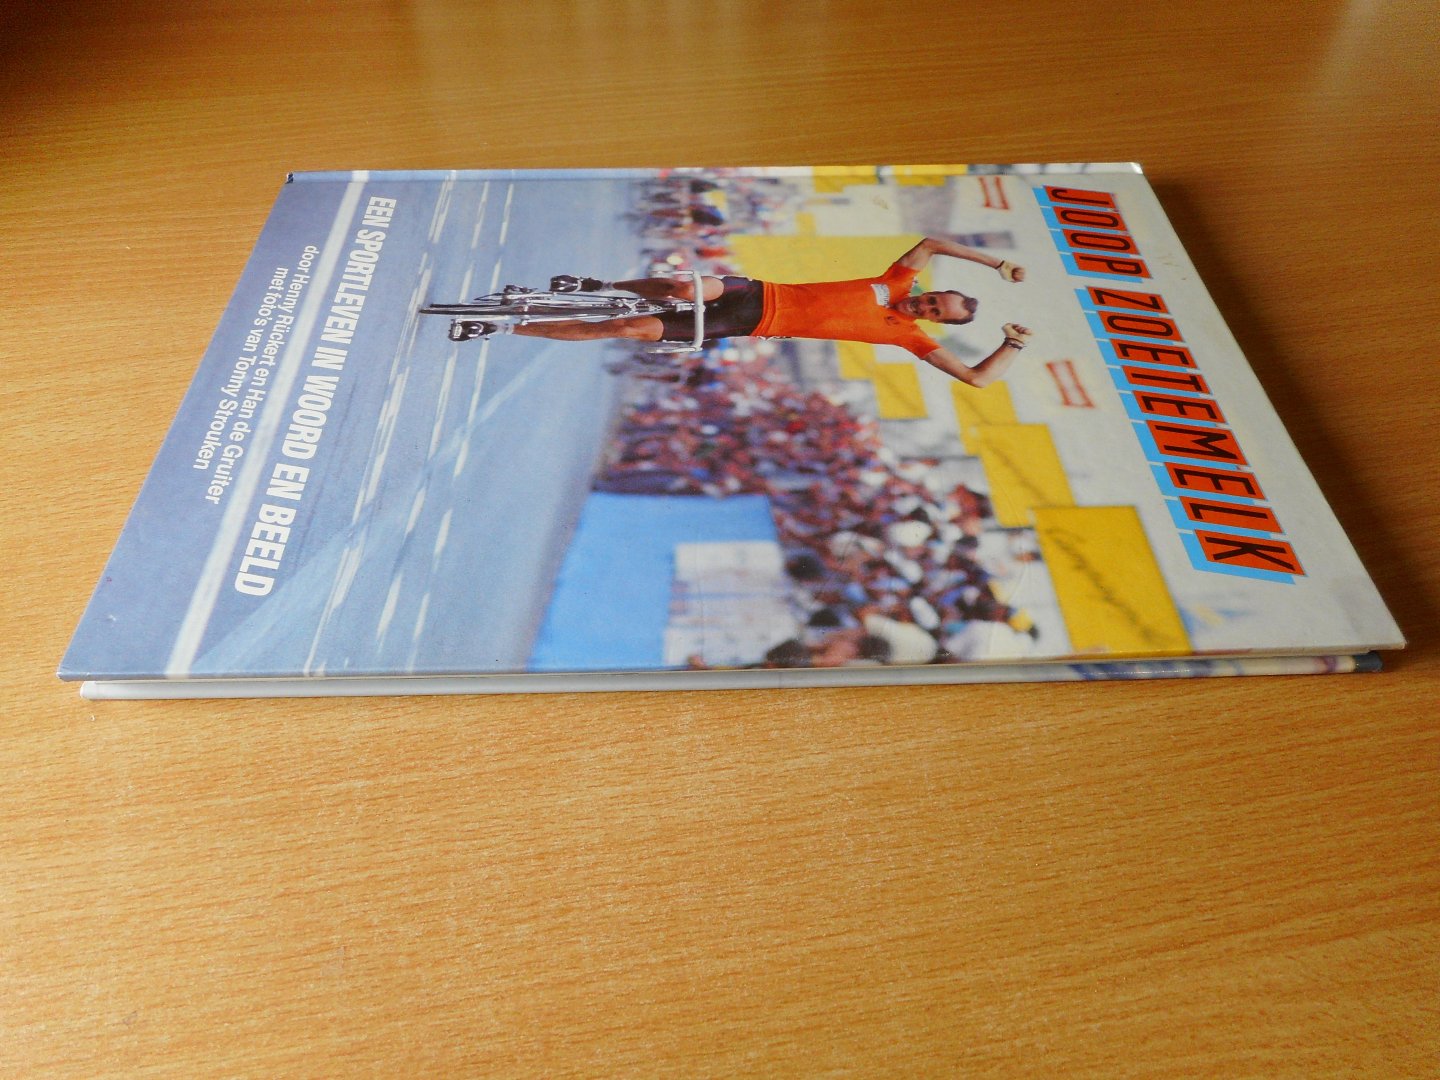 JOOP ZOETEMELK
EEN SPORTLEVEN IN WOORD EN BEELD
door Henny Rückert en Han de Gruiter
met foto's van Tonny Strouken